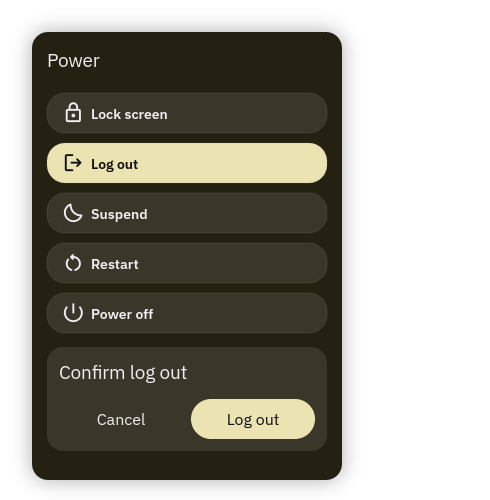 Power
Lock screen
Log out
Suspend
Restart
Power off
Confirm log out
Cancel
Log out